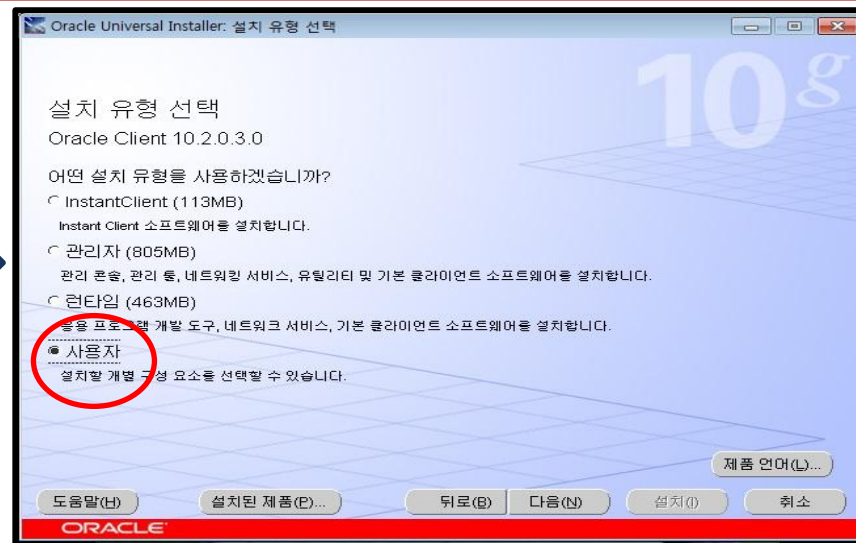 Oracle Universal Installer: 설치 유형 선택
10g
설치 유형 선택
Oracle Client 10.2.0.3.0
어떤 설치 유형을 사용하겠습니까?
InstantClient (113MB)
Instant Client 소프트웨어를 설치합니다.
관리자 (805MB)
관리 콘솔, 관리 툴, 네트워킹 서비스, 유틸리티 및 기본 클라이언트 소프트웨어를 설치합니다.
런타임 (463MB)
응용 프로그램 개발 도구, 네트워크 서비스, 기본 클라이언트 소프트웨어를 설치합니다.
사용자
설치할 개별 구성 요소를 선택할 수 있습니다.
제품 언어(L)...
도움말(H) 설치된 제품(P)... 뒤로(B) 다음(N) 설치(I) 취소
ORACLE